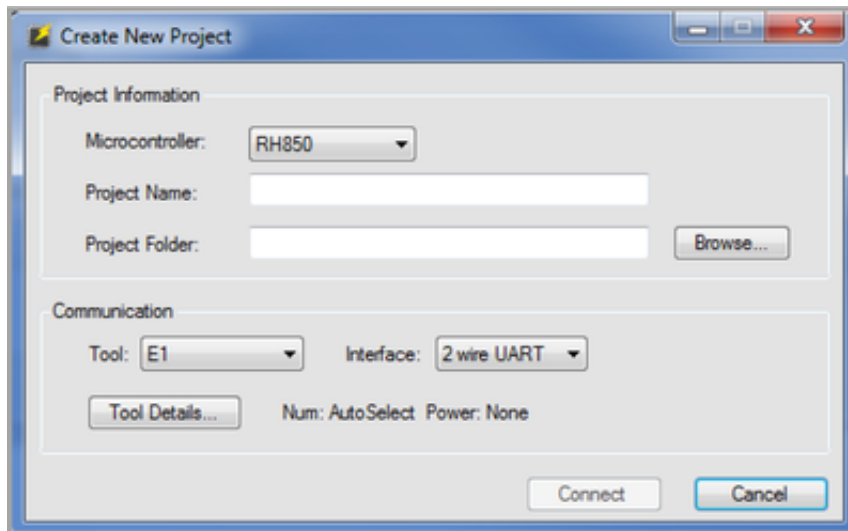 Create New Project
Project Information
Microcontroller: RH850
Project Name:
Project Folder: Browse...
Communication
Tool: E1 Interface: 2 wire UART
Tool Details... Num: AutoSelect Power: None
Connect Cancel